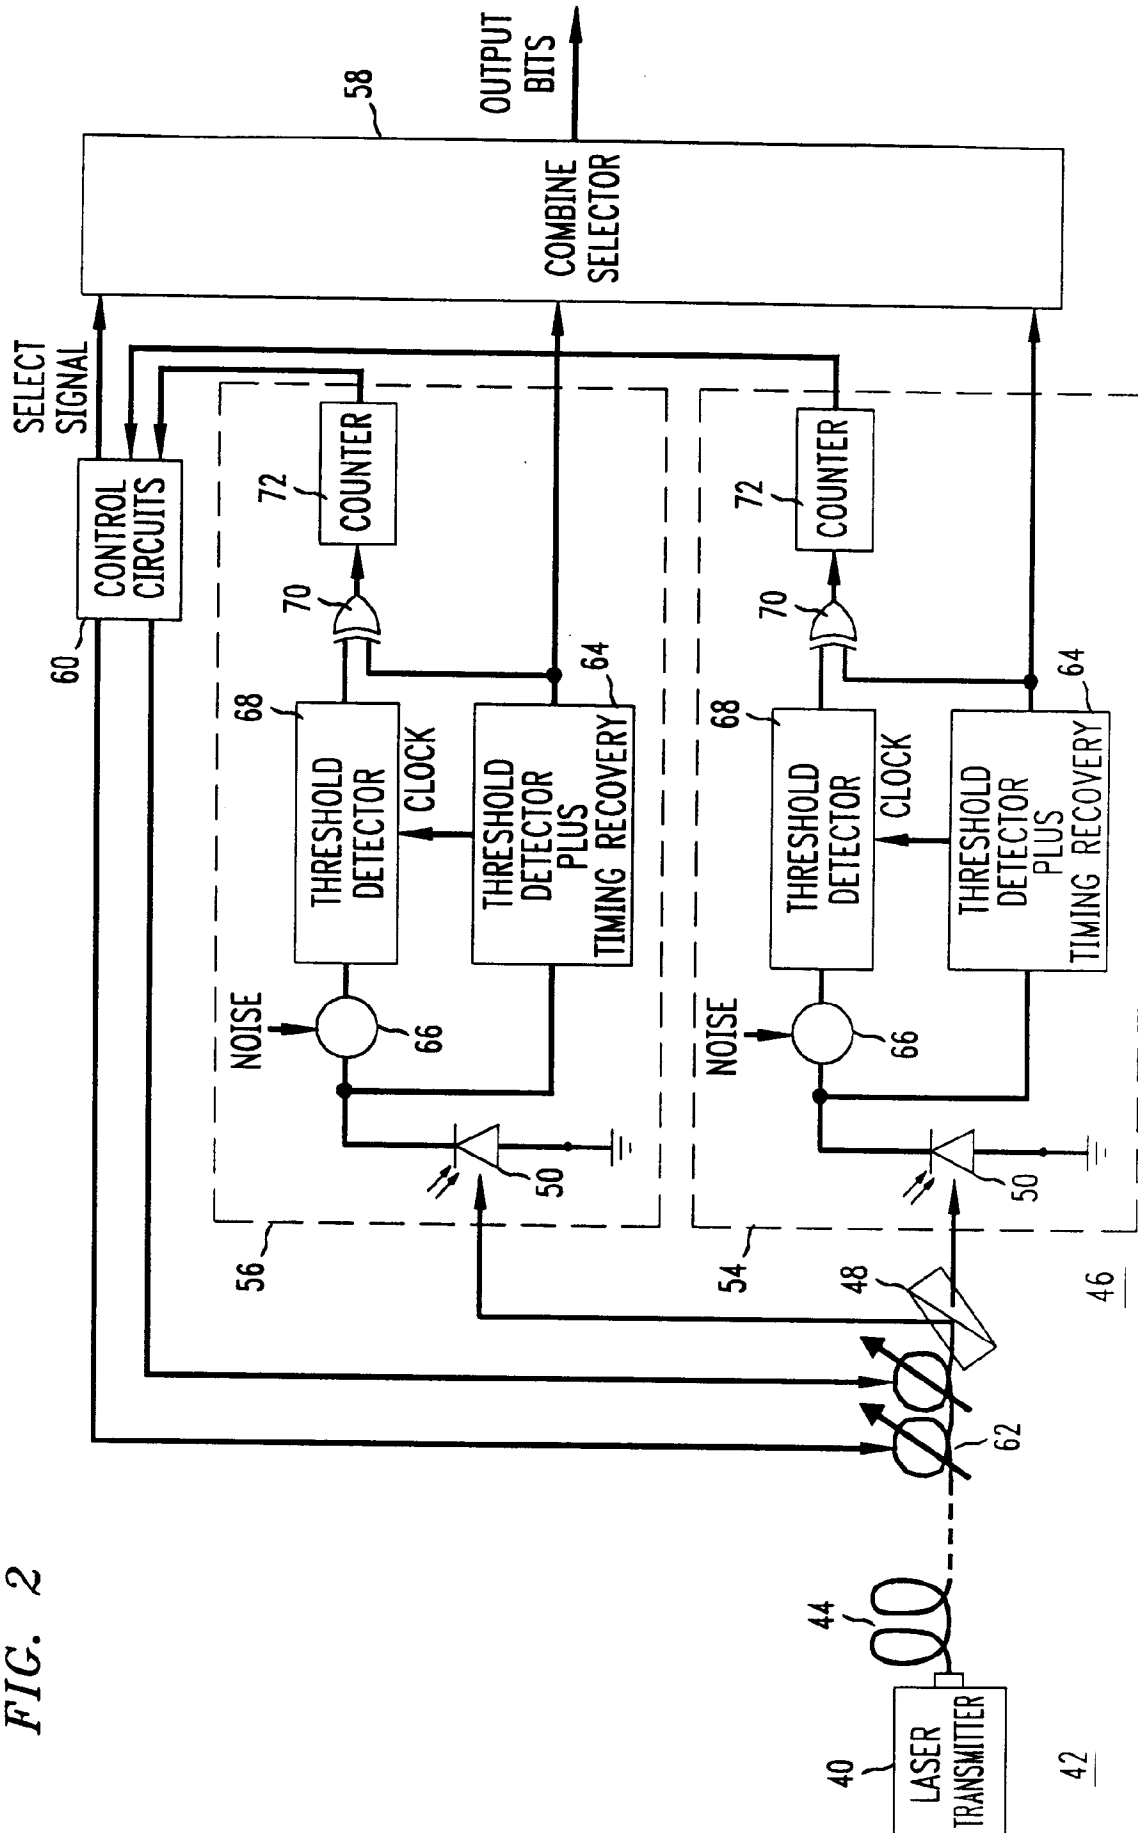 FIG. 2
40
LASER
TRANSMITTER
42
44
62
48
46
60
CONTROL
CIRCUITS
SELECT
SIGNAL
56
50
NOISE
66
68
THRESHOLD
DETECTOR
CLOCK
THRESHOLD
DETECTOR
PLUS
TIMING RECOVERY
64
70
72
COUNTER
54
50
NOISE
66
68
THRESHOLD
DETECTOR
CLOCK
THRESHOLD
DETECTOR
PLUS
TIMING RECOVERY
64
70
72
COUNTER
58
COMBINE
SELECTOR
OUTPUT
BITS